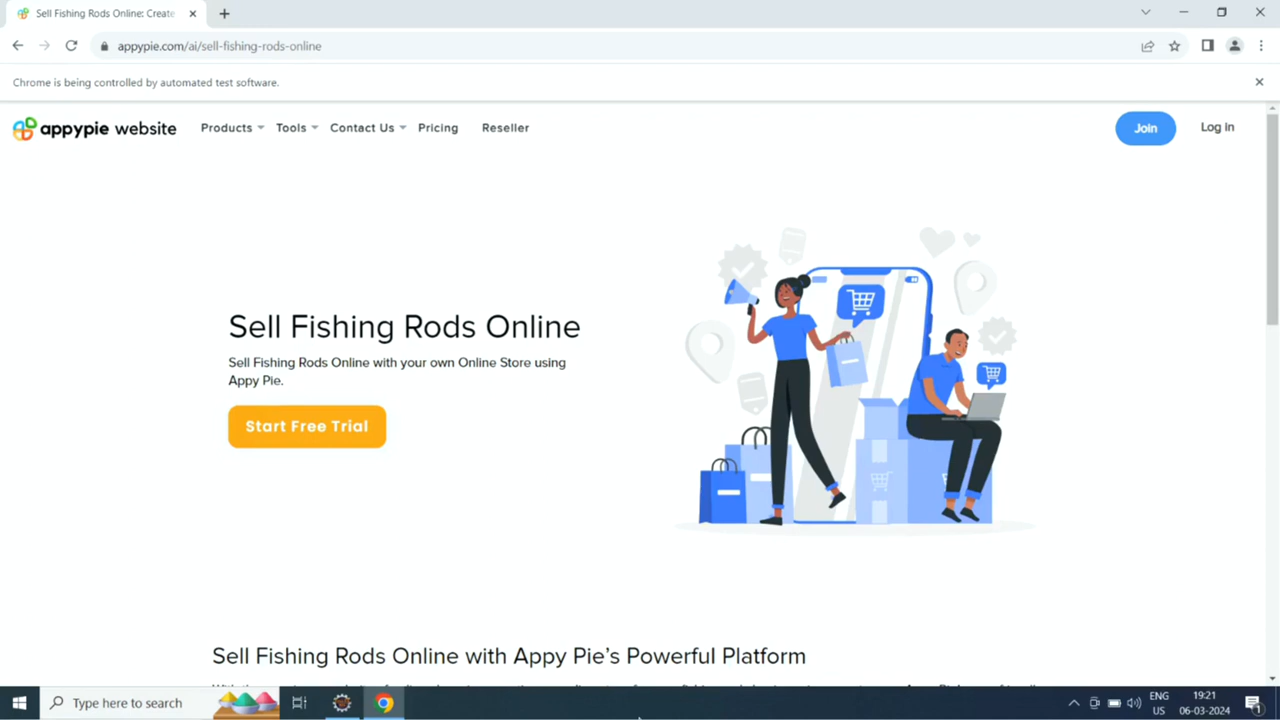 Sell Fishing Rods Online: Create
appypie.com/ai/sell-fishing-rods-online
Chrome is being controlled by automated test software.
appypie website Products Tools Contact Us Pricing Reseller Join Log in
Sell Fishing Rods Online
Sell Fishing Rods Online with your own Online Store using
Appy Pie.
Start Free Trial
Sell Fishing Rods Online with Appy Pie’s Powerful Platform
Type here to search
ENG
US
19:21
06-03-2024
1